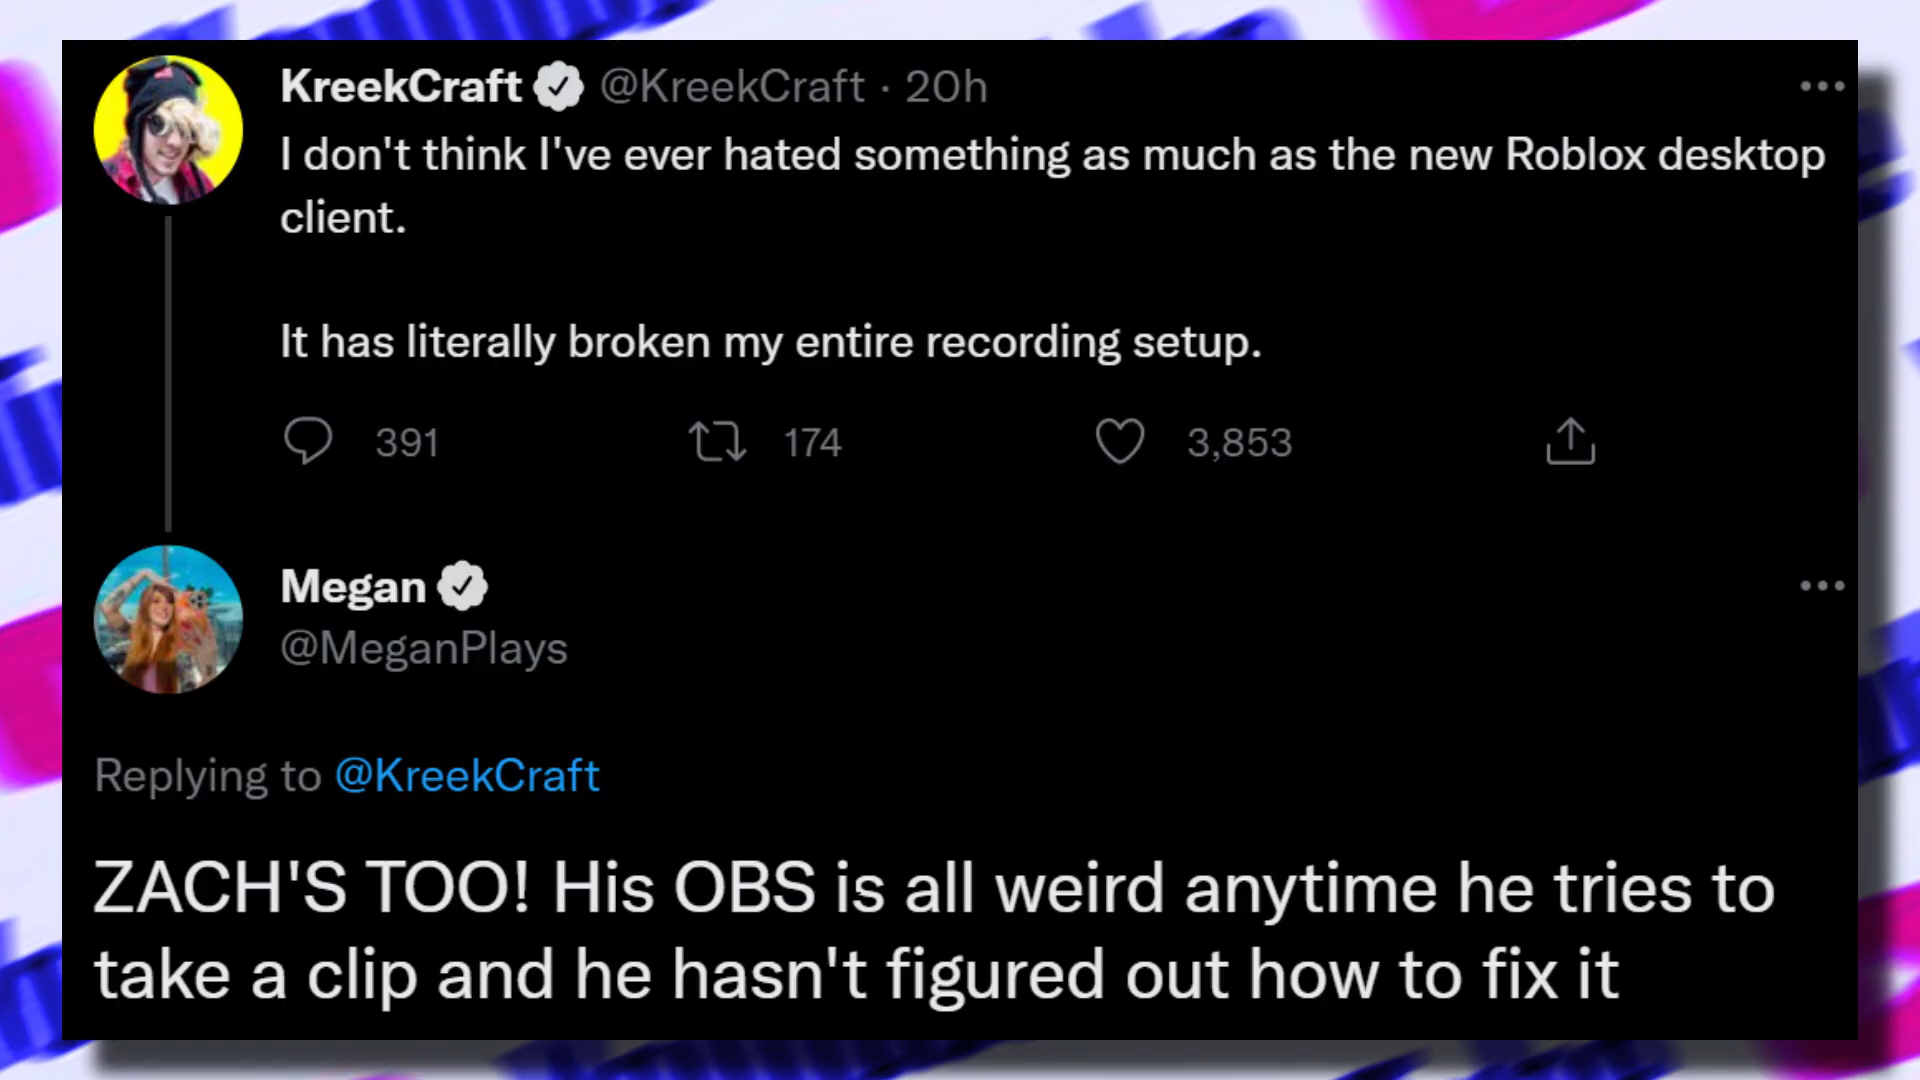 KreekCraft @KreekCraft · 20h
I don't think I've ever hated something as much as the new Roblox desktop
client.
It has literally broken my entire recording setup.
391 174 3,853
Megan
@MeganPlays
Replying to @KreekCraft
ZACH'S TOO! His OBS is all weird anytime he tries to
take a clip and he hasn't figured out how to fix it